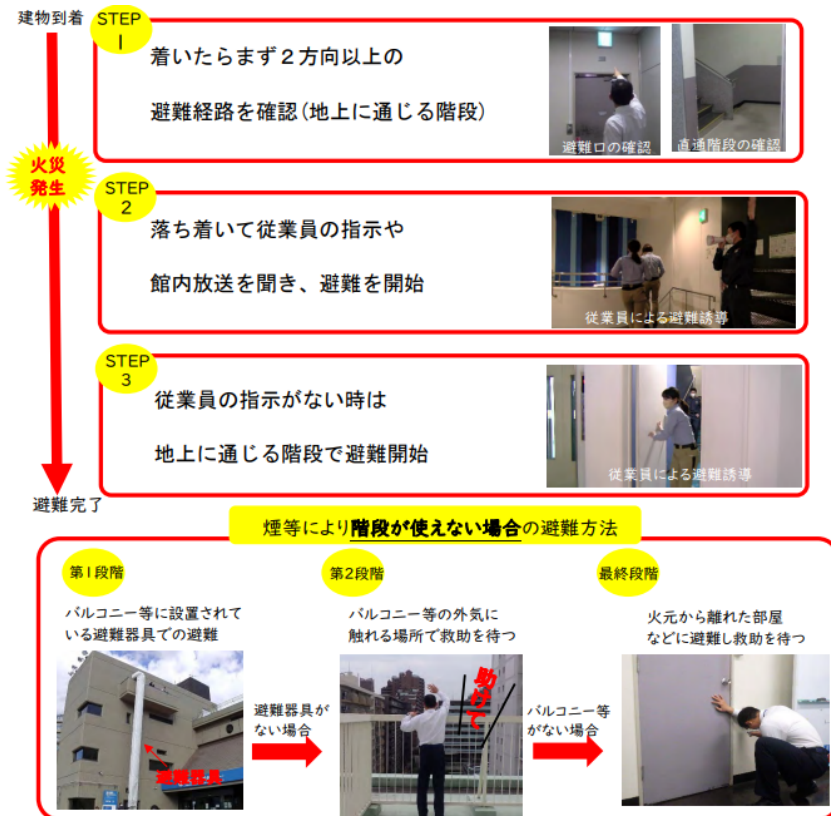 建物到着
STEP
1
着いたらまず2方向以上の
避難経路を確認(地上に通じる階段)
避難口の確認
直通階段の確認
火災
発生
STEP
2
落ち着いて従業員の指示や
館内放送を聞き、避難を開始
従業員による避難誘導
STEP
3
従業員の指示がない時は
地上に通じる階段で避難開始
従業員による避難誘導
避難完了
煙等により階段が使えない場合の避難方法
第1段階
バルコニー等に設置されて
いる避難器具での避難
避難器具
避難器具が
ない場合
第2段階
バルコニー等の外気に
触れる場所で救助を待つ
助けて
バルコニー等
がない場合
最終段階
火元から離れた部屋
などに避難し救助を待つ